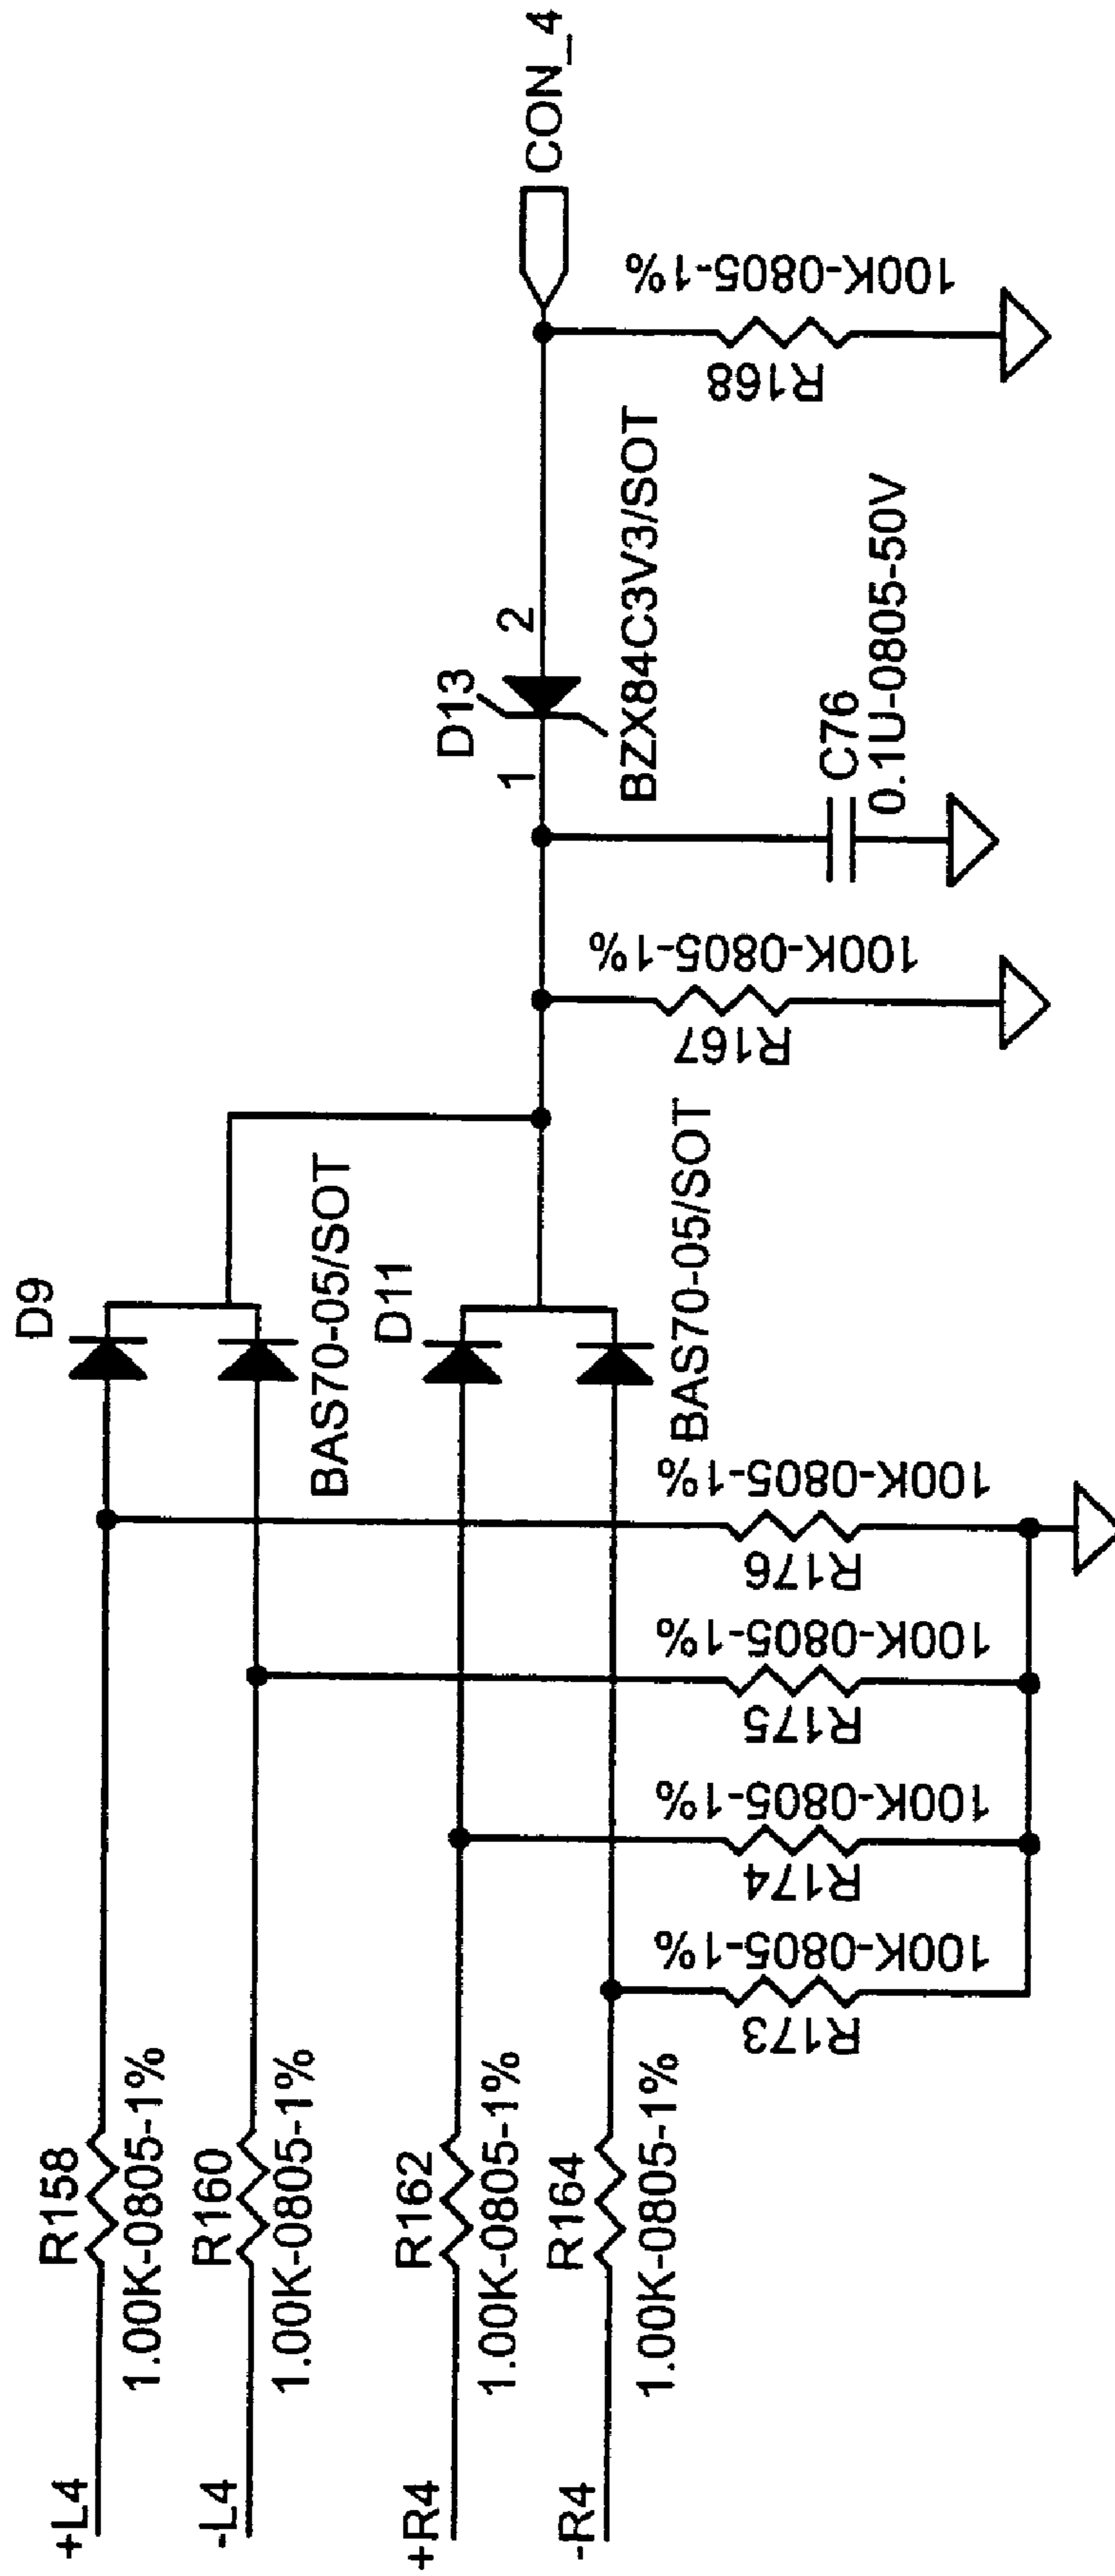 +L4
R158
1.00K-0805-1%
-L4
R160
1.00K-0805-1%
+R4
R162
1.00K-0805-1%
-R4
R164
1.00K-0805-1%
R173
100K-0805-1%
R174
100K-0805-1%
R175
100K-0805-1%
R176
100K-0805-1%
D9
BAS70-05/SOT
D11
BAS70-05/SOT
R167
100K-0805-1%
C76
0.1U-0805-50V
D13
1
2
BZX84C3V3/SOT
R168
100K-0805-1%
CON_4